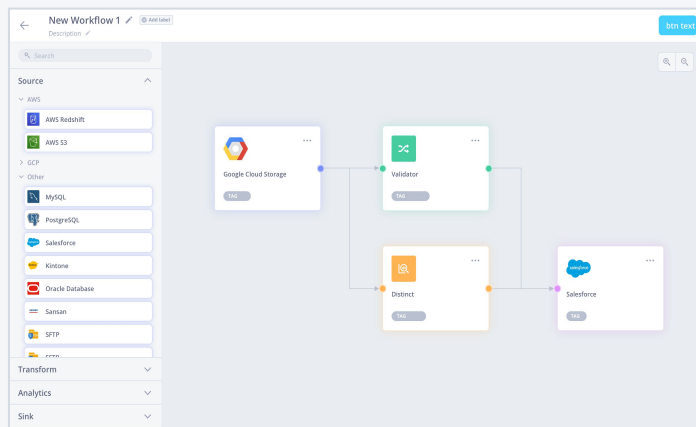 New Workflow 1
Add label
Description
btn text
Search
Source
AWS
AWS Redshift
AWS S3
GCP
Other
MySQL
PostgreSQL
Salesforce
Kintone
Oracle Database
Sansan
SFTP
SFTP
Transform
Analytics
Sink
Google Cloud Storage
TAG
Validator
TAG
Distinct
TAG
salesforce
Salesforce
TAG